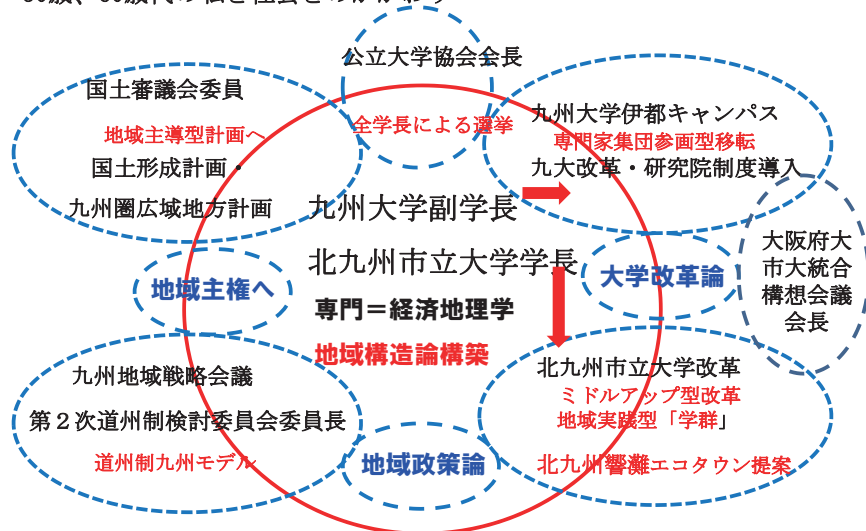 公立大学協会会長
全学長による選挙
国土審議会委員
地域主導型計画へ
国土形成計画・
九州圏広域地方計画
九州大学伊都キャンパス
専門家集団参画型移転
九大改革・研究院制度導入
九州大学副学長
北九州市立大学学長
専門＝経済地理学
地域構造論構築
地域主権へ
大学改革論
大阪府大
市大統合
構想会議
会長
九州地域戦略会議
第２次道州制検討委員会委員長
道州制九州モデル
地域政策論
北九州市立大学改革
ミドルアップ型改革
地域実践型「学群」
北九州響灘エコタウン提案